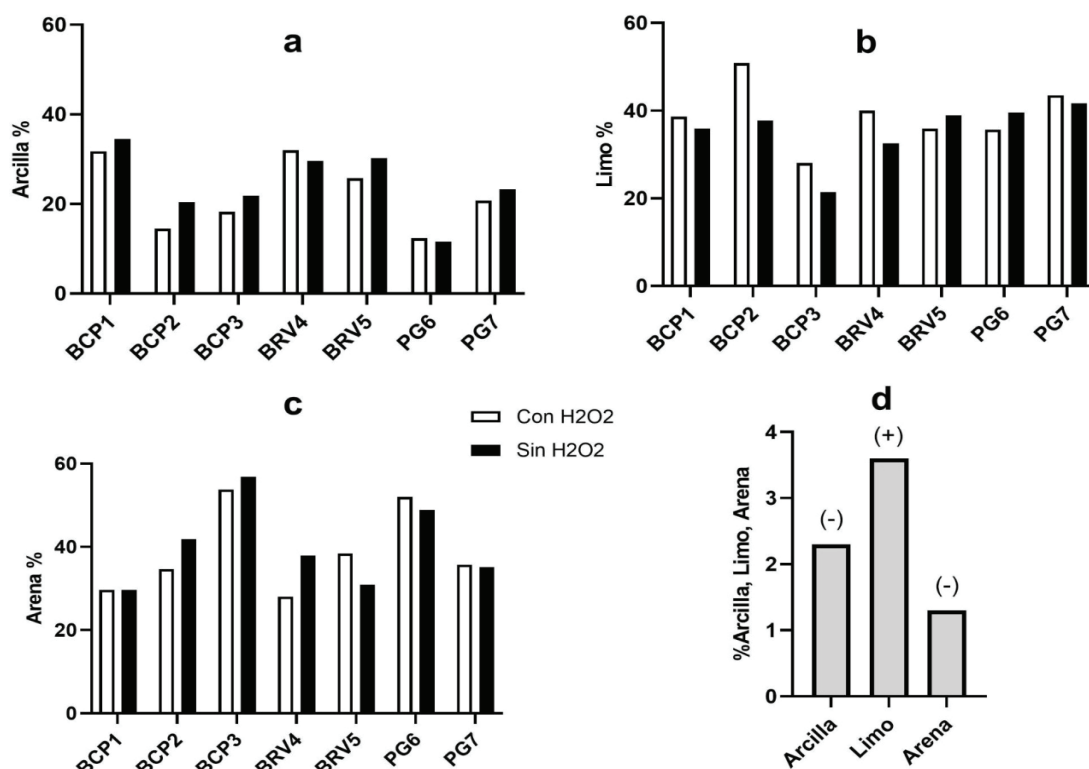 a
Arcilla %
60
40
20
0
BCP1
BCP2
BCP3
BRV4
BRV5
PG6
PG7
b
Limo %
60
40
20
0
BCP1
BCP2
BCP3
BRV4
BRV5
PG6
PG7
c
Arena %
60
40
20
0
BCP1
BCP2
BCP3
BRV4
BRV5
PG6
PG7
Con H2O2
Sin H2O2
d
%Arcilla, Limo, Arena
4
3
2
1
0
(-)
(+)
(-)
Arcilla
Limo
Arena